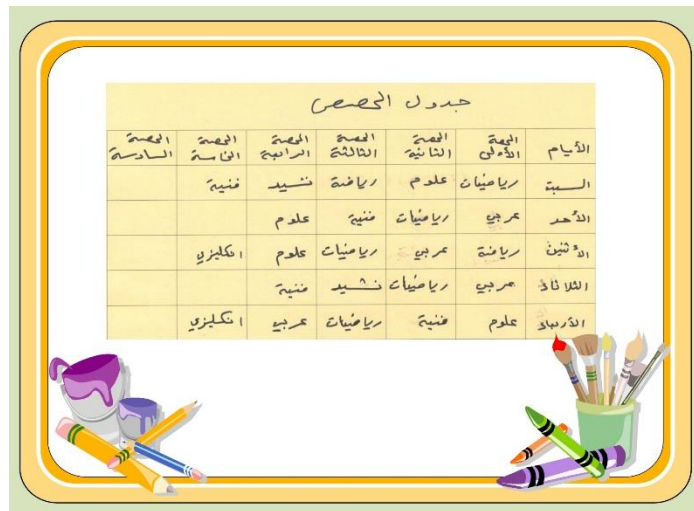 جدول الحصص
الأيام الحصة الأولى الحصة الثانية الحصة الثالثة الحصة الرابعة الحصة الخامسة الحصة السادسة
السبت رياضيات علوم رياضة نشيد فنية
الأحد عربي رياضيات فنية علوم
الأثنين رياضة عربي رياضيات علوم انكليزي
الثلاثاء عربي رياضيات نشيد فنية
الأربعاء علوم فنية رياضيات عربي انكليزي